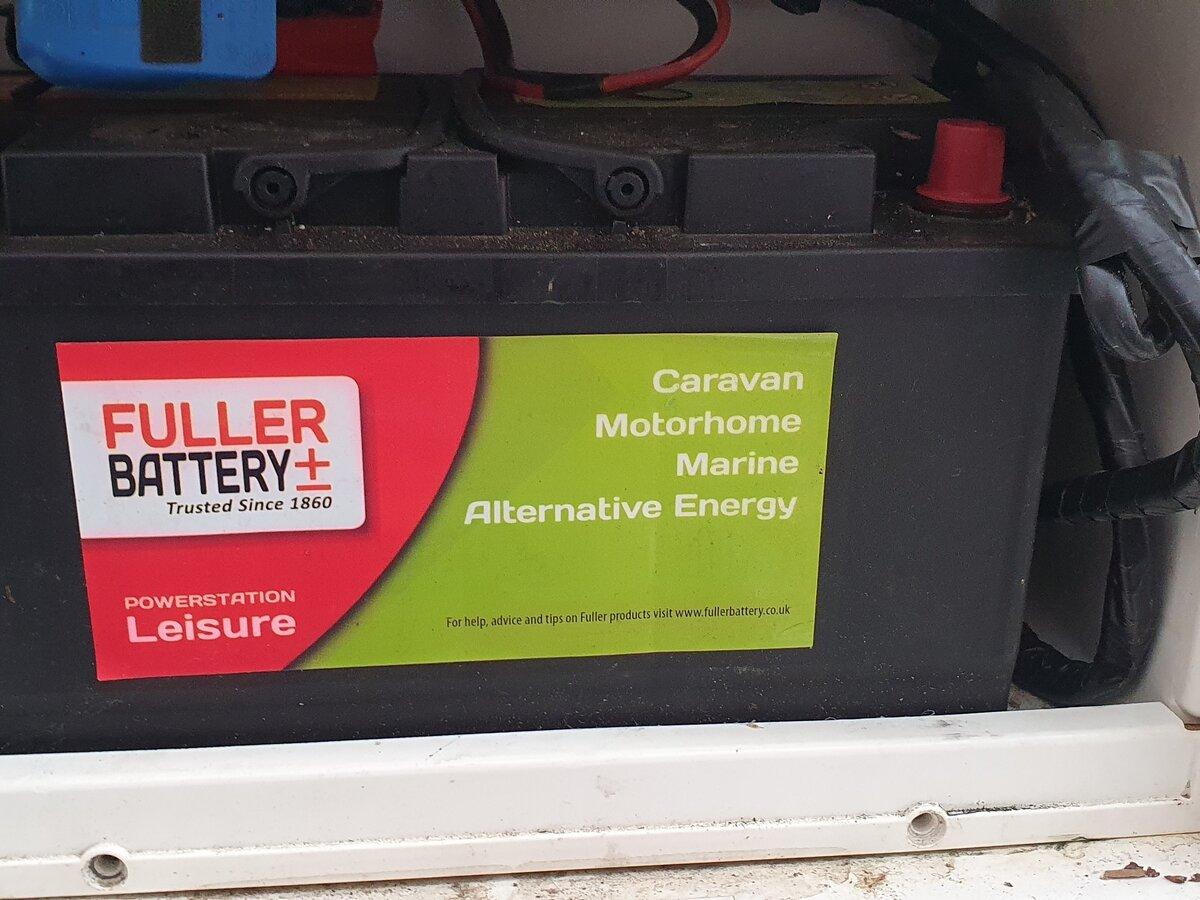 FULLER
BATTERY±
Trusted Since 1860
POWERSTATION
Leisure
Caravan
Motorhome
Marine
Alternative Energy
For help, advice and tips on Fuller products visit www.fullerbattery.co.uk